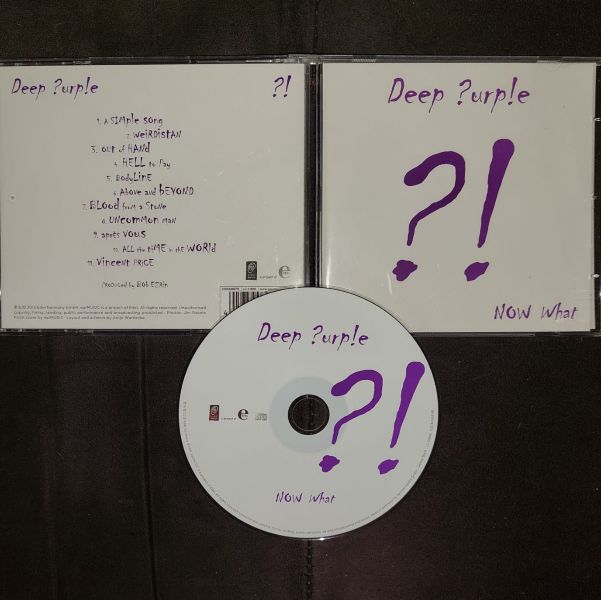 Deep ?urp!e
?!
1. A SIMple Song
2. WeiRDiSTAN
3. OUT of HAND
4. HELL to Pay
5. BodyLiNE
6. Above and bEYOND
7. BLOod from a StoNe
8. UNCOMMON MAN
9. après VOUS
10. ALL the tiME in the WORld
11. ViNCENT PRiCE
PRODUCED by BOB EZRiN
Deep ?urp!e
?!
NOW What
Deep ?urp!e
?!
e
NOW What